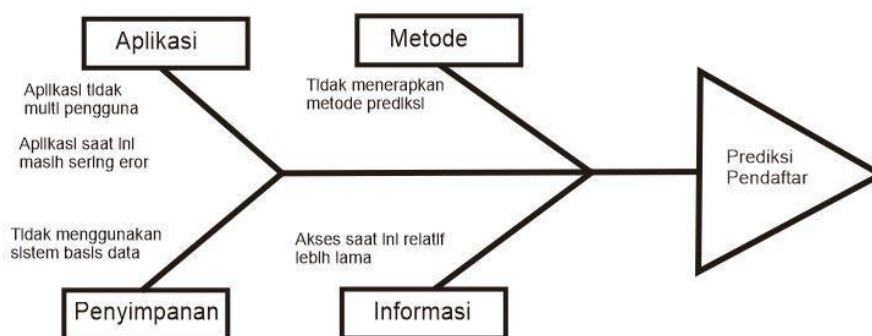 Aplikasi
Metode
Aplikasi tidak
multi pengguna
Aplikasi saat ini
masih sering eror
Tidak menerapkan
metode prediksi
Prediksi
Pendaftar
Tidak menggunakan
sistem basis data
Akses saat ini relatif
lebih lama
Penyimpanan
Informasi